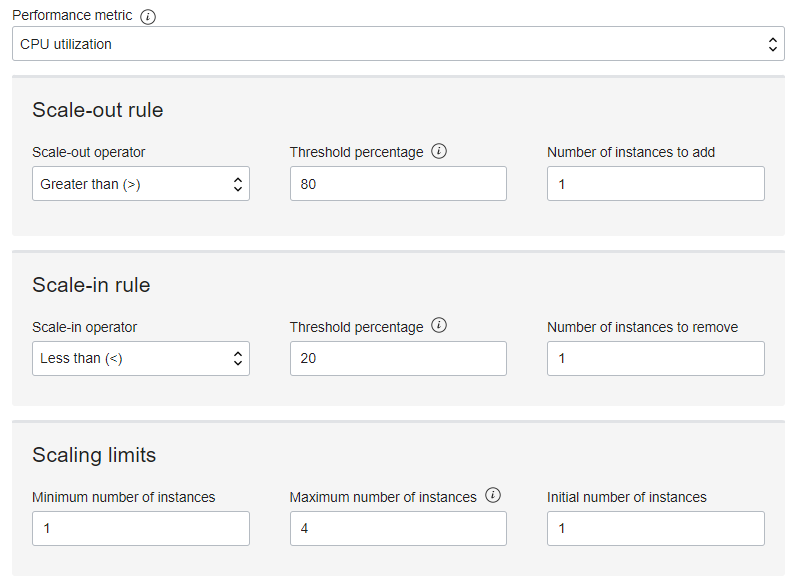 Performance metric
CPU utilization
Scale-out rule
Scale-out operator Threshold percentage Number of instances to add
Greater than (>) 80 1
Scale-in rule
Scale-in operator Threshold percentage Number of instances to remove
Less than (<) 20 1
Scaling limits
Minimum number of instances Maximum number of instances Initial number of instances
1 4 1